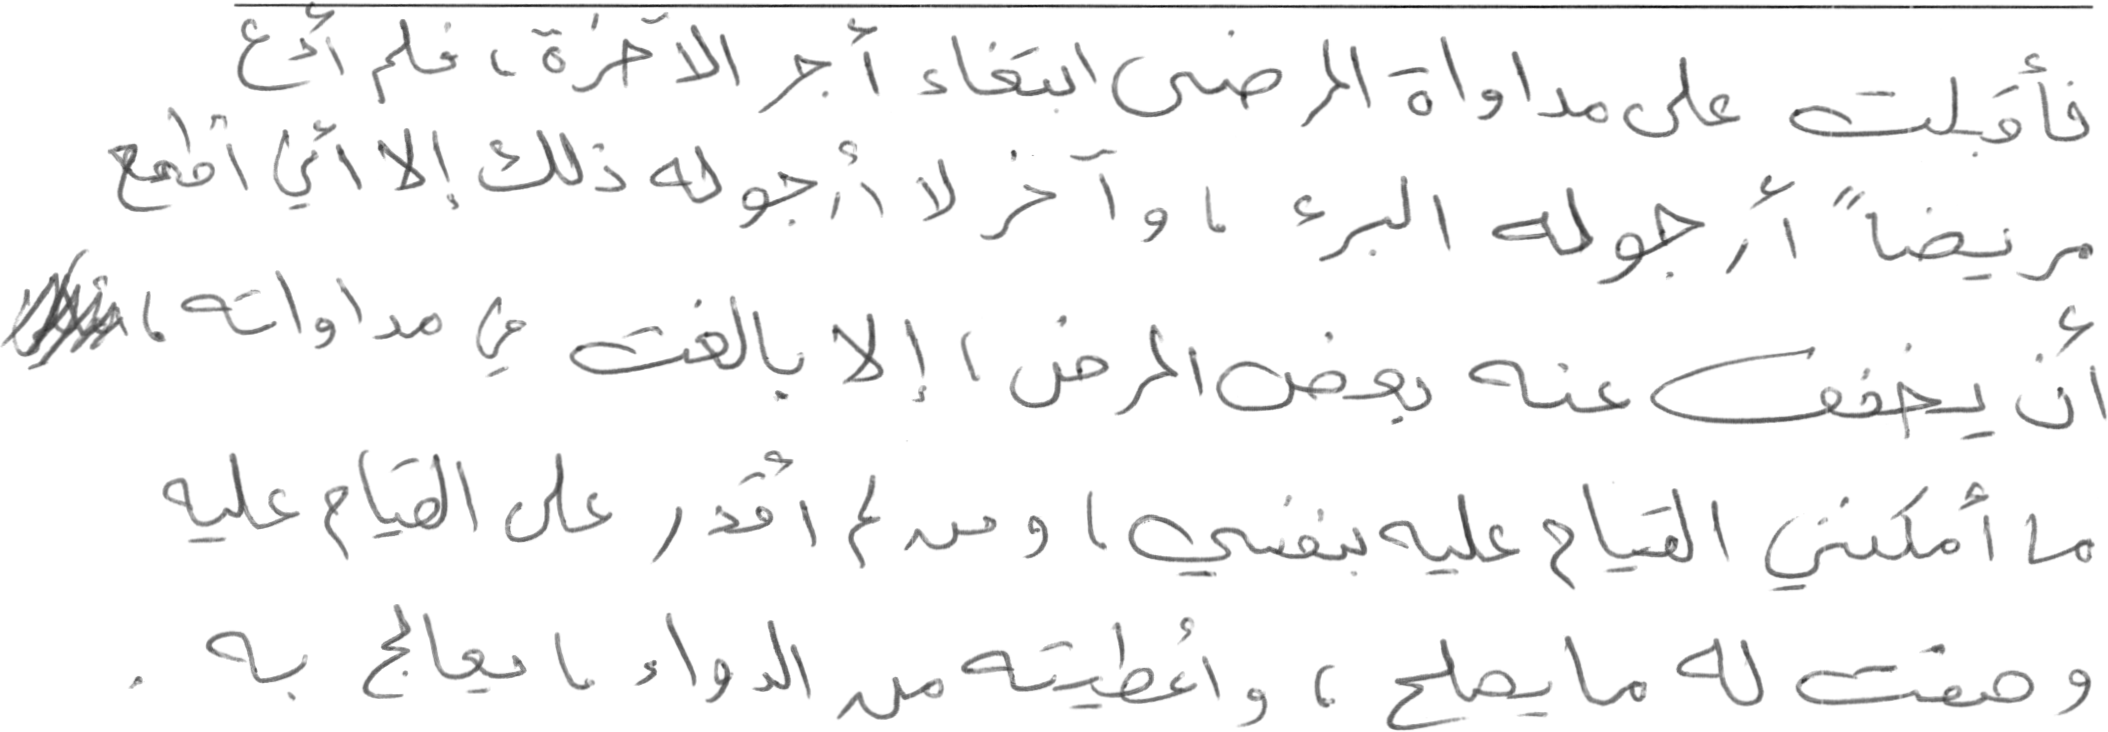 فأقبلت على مداواة المرضى ابتغاء أجر الآخرة، فلم أدع
مريضاً أرجو له البرء، وآخر لا أرجو له ذلك إلا أني أطمع
أن يخفف عنه بعض المرض، إلا بالغت في مداواته،
ما أمكنني القيام عليه بنفسي، ومن لم أقدر على القيام عليه
وصفت له ما يصلح، وأعطيته من الدواء ما يعالج به.